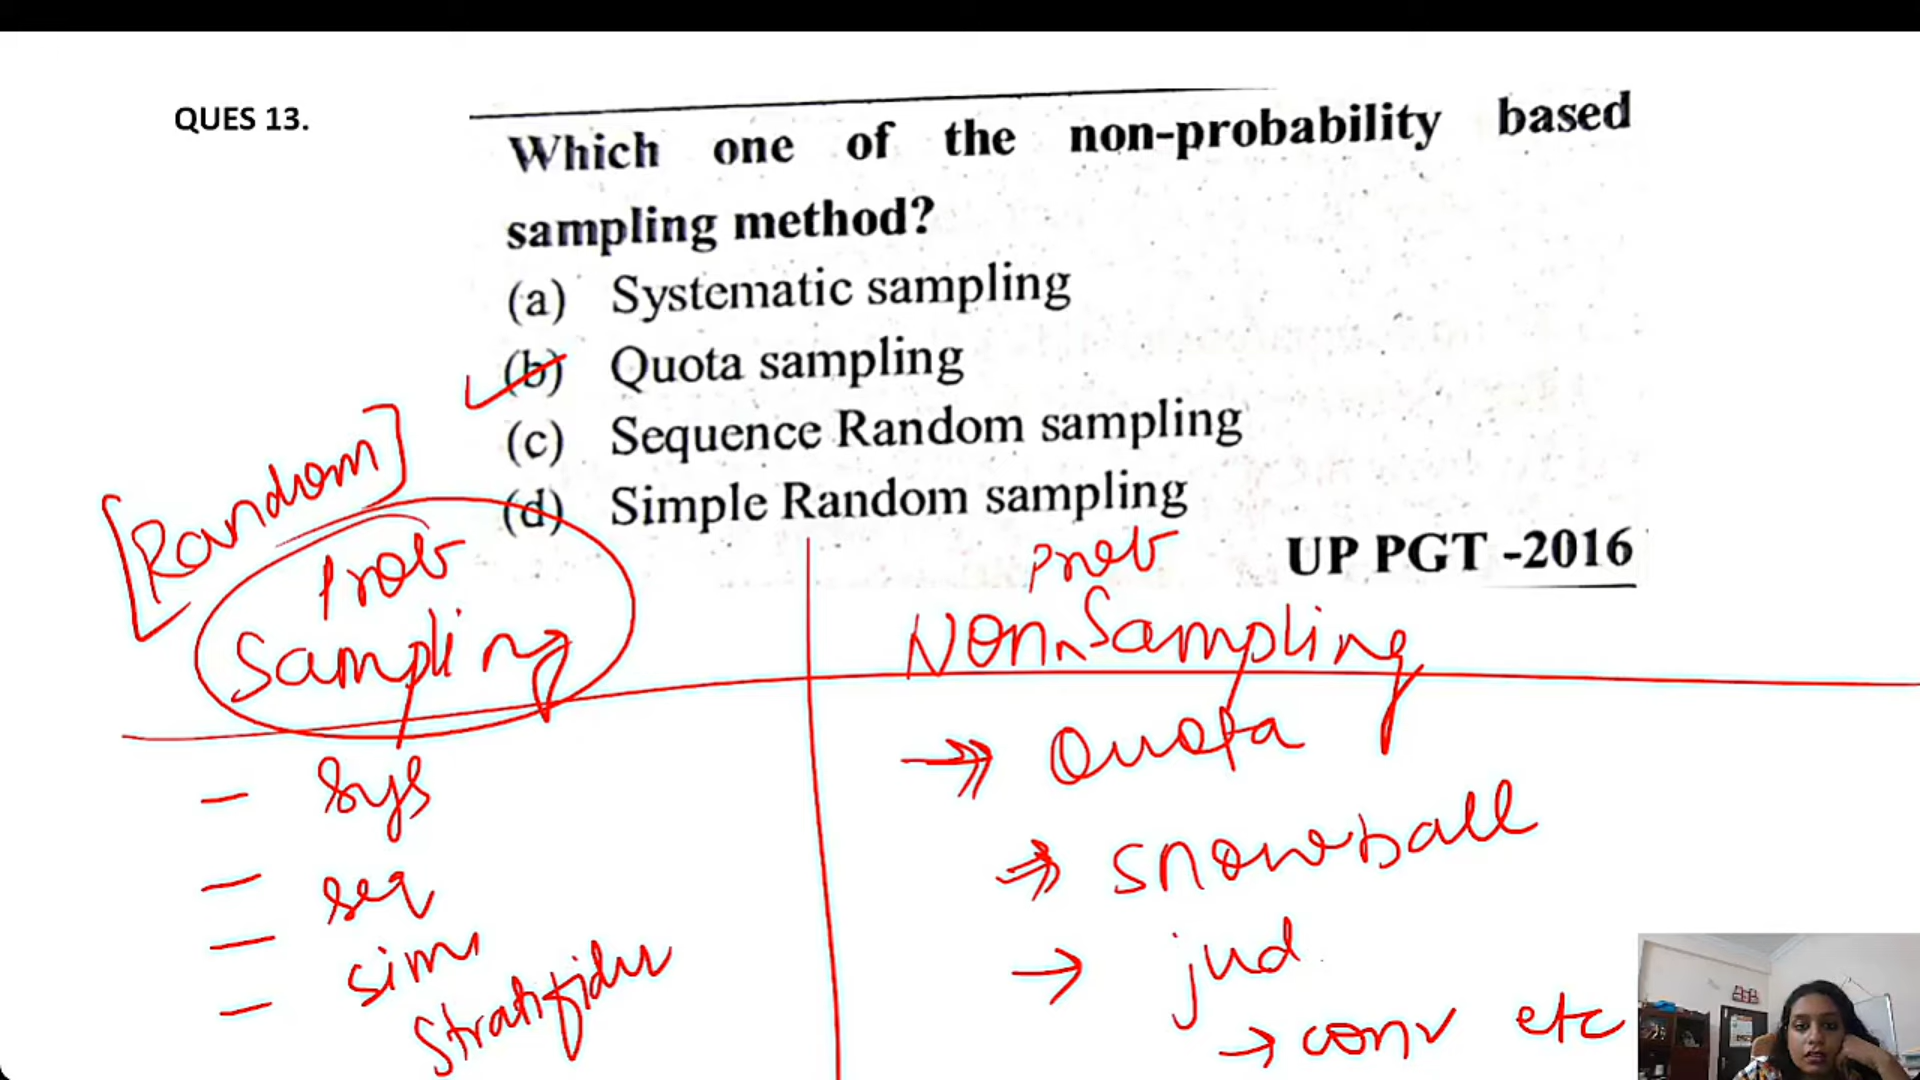 QUES 13.
Which one of the non-probability based
sampling method?
(a) Systematic sampling
(b) Quota sampling
(c) Sequence Random sampling
(d) Simple Random sampling
UP PGT -2016
[Random]
Prob
Sampling
- sys
- seq
- sim
- Stratified
prob
Non Sampling
→ Quota
→ Snowball
→ jud
→ conv etc